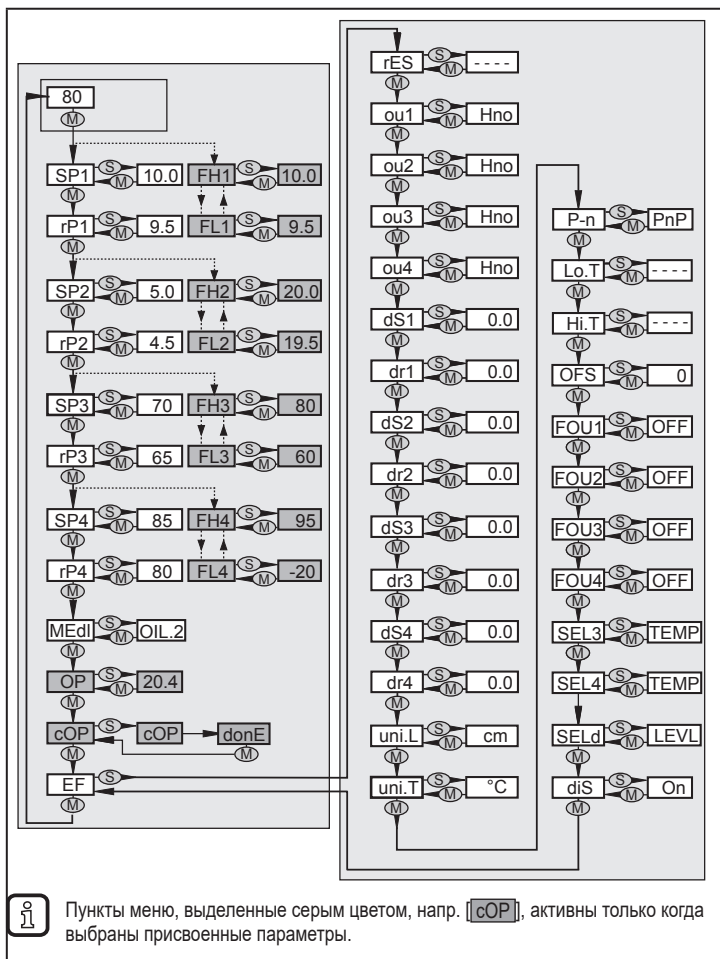 80
M
SP1 S M 10.0 FH1 S M 10.0
M
rP1 S M 9.5 FL1 S M 9.5
M
SP2 S M 5.0 FH2 S M 20.0
M
rP2 S M 4.5 FL2 S M 19.5
M
SP3 S M 70 FH3 S M 80
M
rP3 S M 65 FL3 S M 60
M
SP4 S M 85 FH4 S M 95
M
rP4 S M 80 FL4 S M -20
M
MEdI S M OIL.2
M
OP S M 20.4
M
cOP S cOP donE
M M
EF S
M
rES S M - - - -
M
ou1 S M Hno
M
ou2 S M Hno
M
ou3 S M Hno
M
ou4 S M Hno
M
dS1 S M 0.0
M
dr1 S M 0.0
M
dS2 S M 0.0
M
dr2 S M 0.0
M
dS3 S M 0.0
M
dr3 S M 0.0
M
dS4 S M 0.0
M
dr4 S M 0.0
M
uni.L S M cm
M
uni.T S M °C
M
P-n S M PnP
M
Lo.T S M - - - -
M
Hi.T S M - - - -
M
OFS S M 0
M
FOU1 S M OFF
M
FOU2 S M OFF
M
FOU3 S M OFF
M
FOU4 S M OFF
M
SEL3 S M TEMP
M
SEL4 S M TEMP
SELd S M LEVL
M
diS S M On
M
Пункты меню, выделенные серым цветом, напр. [cOP], активны только когда
выбраны присвоенные параметры.